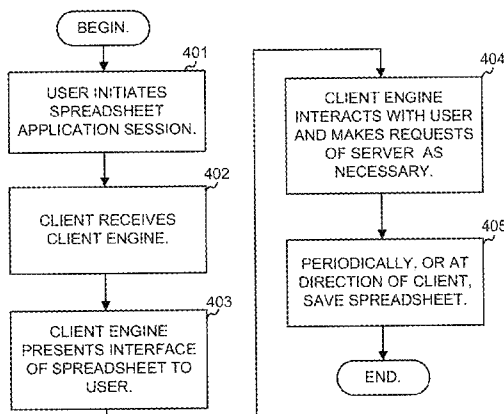 BEGIN.
401
USER INITIATES
SPREADSHEET
APPLICATION SESSION.
402
CLIENT RECEIVES
CLIENT ENGINE.
403
CLIENT ENGINE
PRESENTS INTERFACE
OF SPREADSHEET TO
USER.
404
CLIENT ENGINE
INTERACTS WITH USER
AND MAKES REQUESTS
OF SERVER AS
NECESSARY.
405
PERIODICALLY, OR AT
DIRECTION OF CLIENT,
SAVE SPREADSHEET.
END.